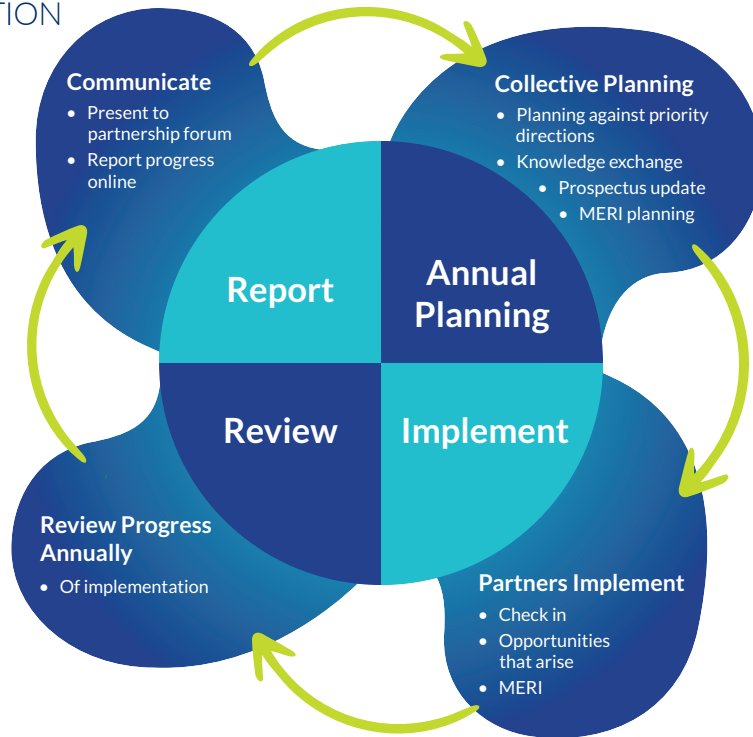 TION
Communicate
• Present to
partnership forum
• Report progress
online
Collective Planning
• Planning against priority
directions
• Knowledge exchange
• Prospectus update
• MERI planning
Report
Annual
Planning
Review
Implement
Review Progress
Annually
• Of implementation
Partners Implement
• Check in
• Opportunities
that arise
• MERI